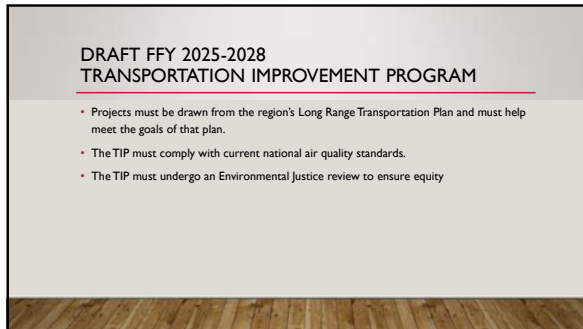 DRAFT FFY 2025-2028
TRANSPORTATION IMPROVEMENT PROGRAM
• Projects must be drawn from the region's Long Range Transportation Plan and must help
meet the goals of that plan.
• The TIP must comply with current national air quality standards.
• The TIP must undergo an Environmental Justice review to ensure equity